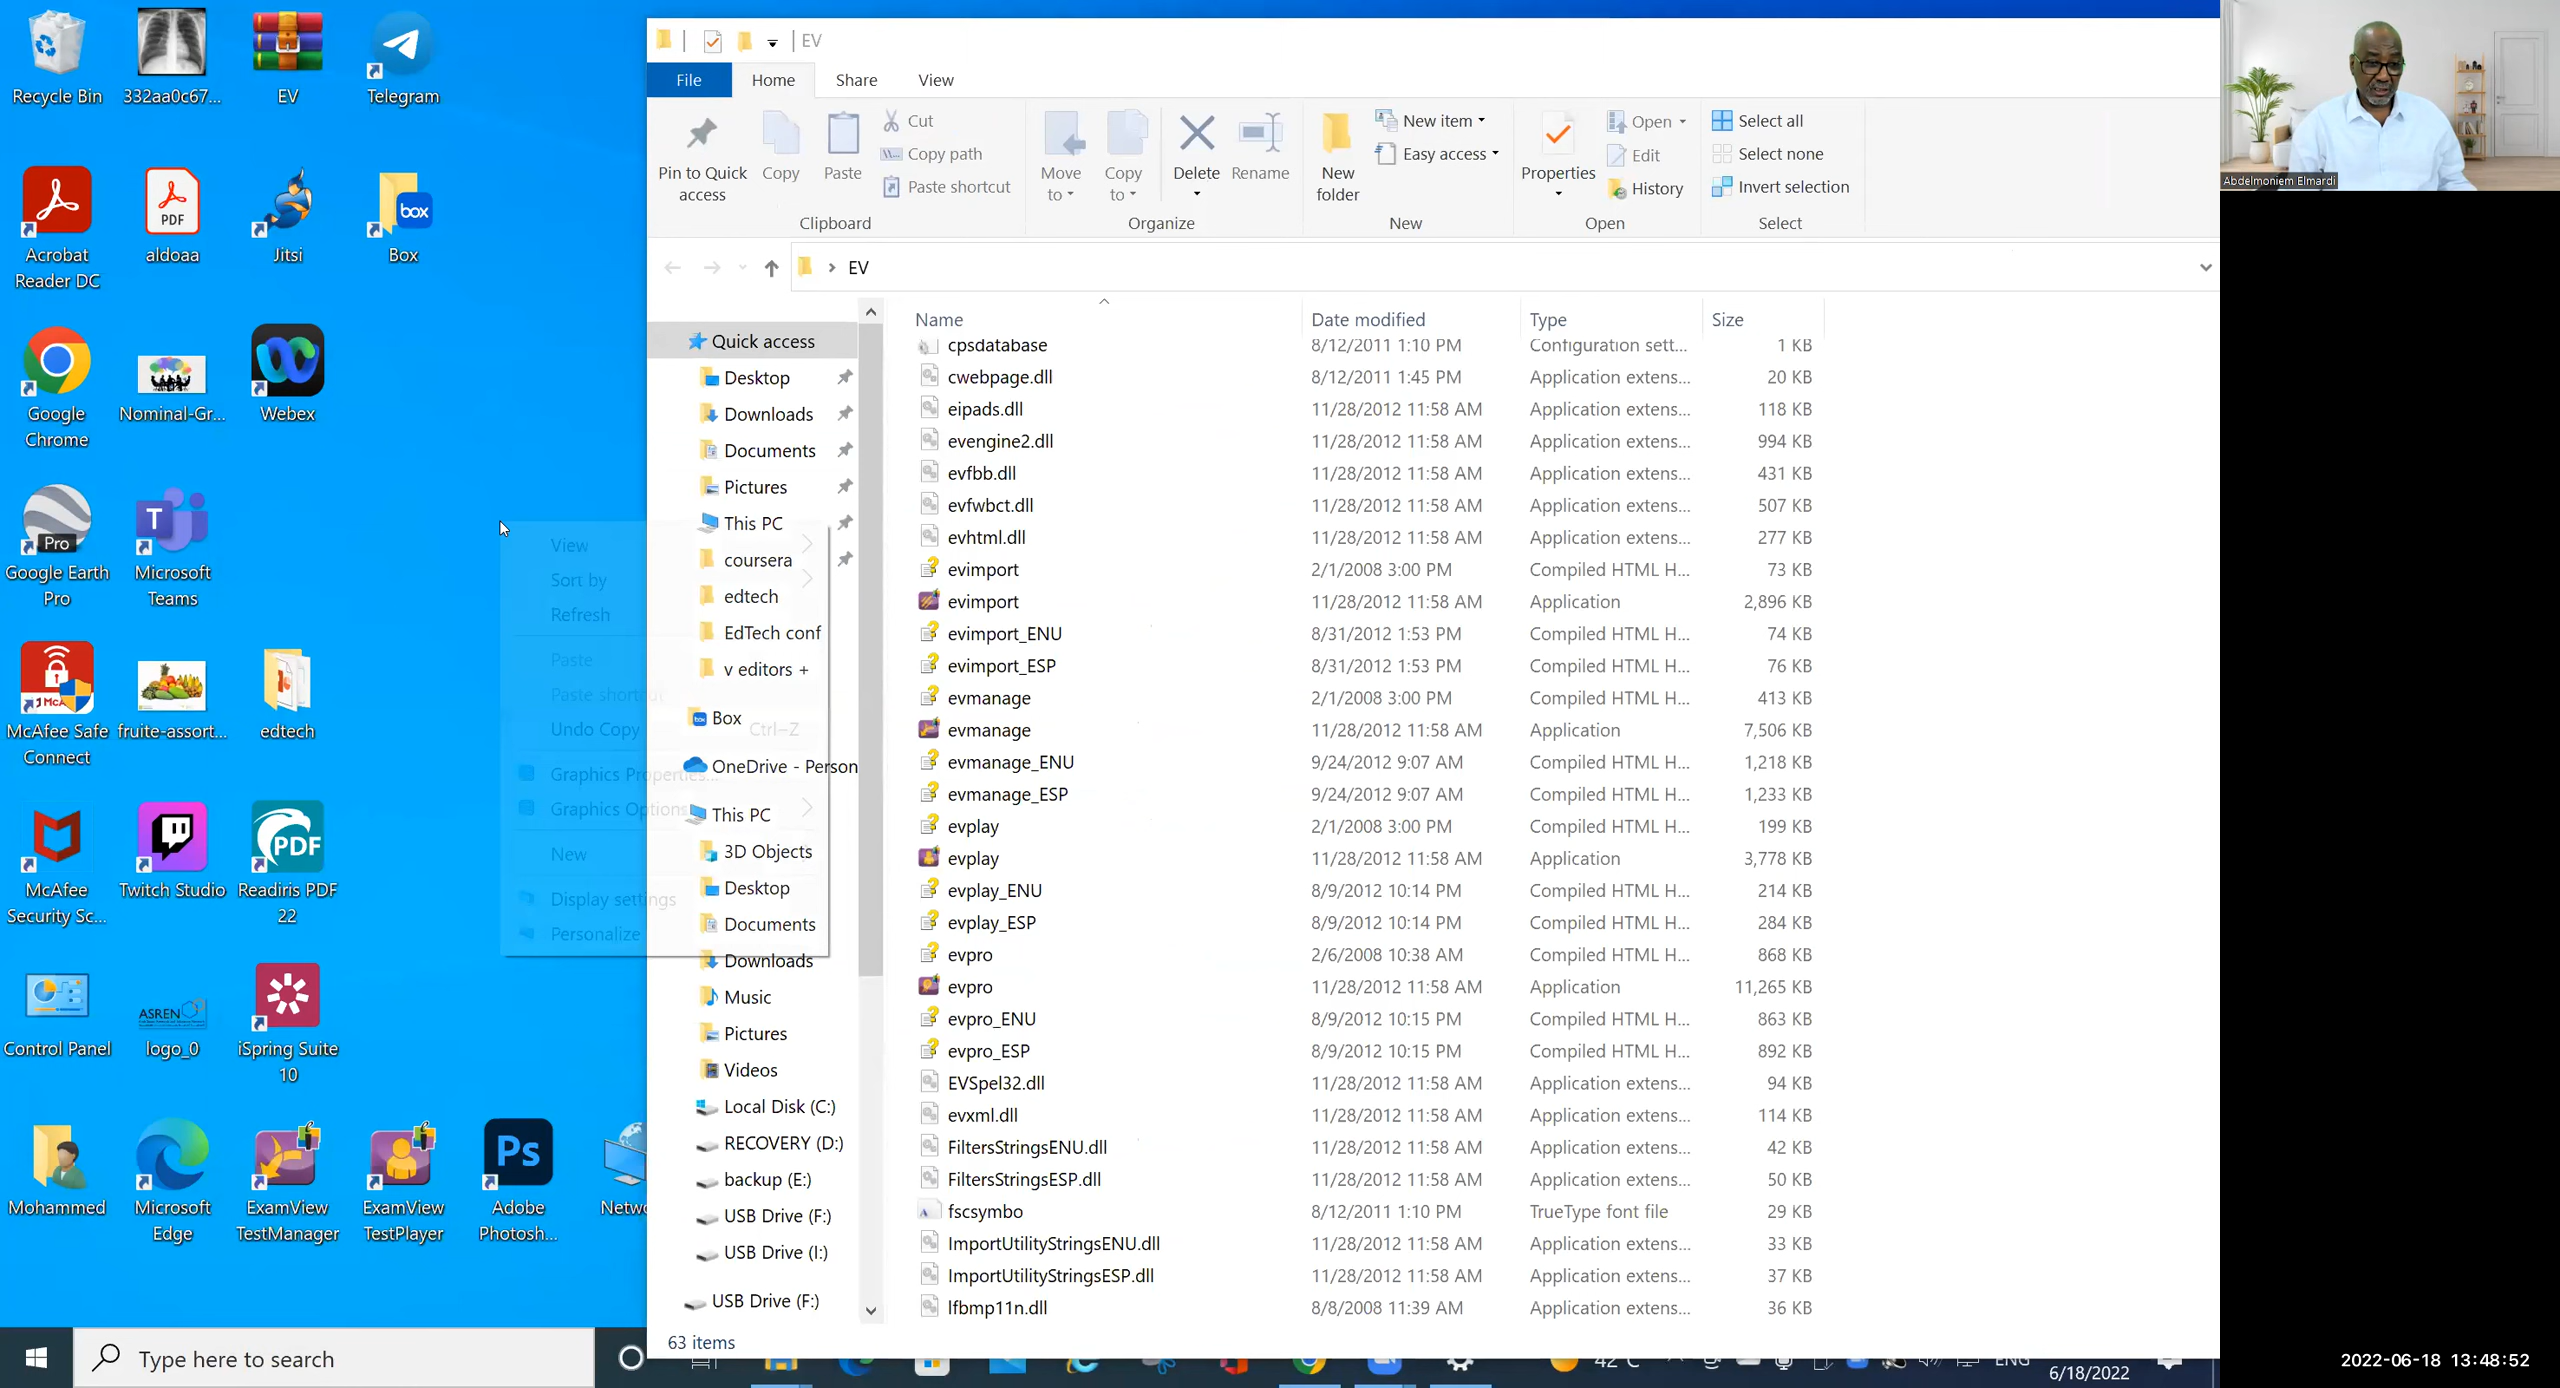 Recycle Bin
332aa0c67...
EV
Telegram
Acrobat
Reader DC
PDF
aldoaa
Jitsi
box
Box
Google
Chrome
Nominal-Gr...
Webex
Pro
Google Earth
Pro
T
Microsoft
Teams
McAfee Safe
Connect
fruite-assort...
edtech
McAfee
Security Sc...
Twitch Studio
PDF
Readiris PDF
22
Control Panel
ASREN
logo_0
iSpring Suite
10
Mohammed
Microsoft
Edge
ExamView
TestManager
ExamView
TestPlayer
Ps
Adobe
Photosh...
View
Sort by
Refresh
Paste
Paste shortcut
Undo Copy
Ctrl-Z
Graphics Properties...
Graphics Options
New
Display settings
Personalize
EV
File
Home
Share
View
Pin to Quick
access
Copy
Paste
Cut
Copy path
Paste shortcut
Clipboard
Move
to
Copy
to
Delete
Rename
Organize
New
folder
New item
Easy access
New
Properties
Open
Edit
History
Open
Select all
Select none
Invert selection
Select
EV
Quick access
Desktop
Downloads
Documents
Pictures
This PC
coursera
edtech
EdTech conf
v editors +
Box
OneDrive - Person
This PC
3D Objects
Desktop
Documents
Downloads
Music
Pictures
Videos
Local Disk (C:)
RECOVERY (D:)
backup (E:)
USB Drive (F:)
USB Drive (I:)
USB Drive (F:)
Name Date modified Type Size
cpsdatabase 8/12/2011 1:10 PM Configuration sett... 1 KB
cwebpage.dll 8/12/2011 1:45 PM Application extens... 20 KB
eipads.dll 11/28/2012 11:58 AM Application extens... 118 KB
evengine2.dll 11/28/2012 11:58 AM Application extens... 994 KB
evfbb.dll 11/28/2012 11:58 AM Application extens... 431 KB
evfwbct.dll 11/28/2012 11:58 AM Application extens... 507 KB
evhtml.dll 11/28/2012 11:58 AM Application extens... 277 KB
evimport 2/1/2008 3:00 PM Compiled HTML H... 73 KB
evimport 11/28/2012 11:58 AM Application 2,896 KB
evimport_ENU 8/31/2012 1:53 PM Compiled HTML H... 74 KB
evimport_ESP 8/31/2012 1:53 PM Compiled HTML H... 76 KB
evmanage 2/1/2008 3:00 PM Compiled HTML H... 413 KB
evmanage 11/28/2012 11:58 AM Application 7,506 KB
evmanage_ENU 9/24/2012 9:07 AM Compiled HTML H... 1,218 KB
evmanage_ESP 9/24/2012 9:07 AM Compiled HTML H... 1,233 KB
evplay 2/1/2008 3:00 PM Compiled HTML H... 199 KB
evplay 11/28/2012 11:58 AM Application 3,778 KB
evplay_ENU 8/9/2012 10:14 PM Compiled HTML H... 214 KB
evplay_ESP 8/9/2012 10:14 PM Compiled HTML H... 284 KB
evpro 2/6/2008 10:38 AM Compiled HTML H... 868 KB
evpro 11/28/2012 11:58 AM Application 11,265 KB
evpro_ENU 8/9/2012 10:15 PM Compiled HTML H... 863 KB
evpro_ESP 8/9/2012 10:15 PM Compiled HTML H... 892 KB
EVSpel32.dll 11/28/2012 11:58 AM Application extens... 94 KB
evxml.dll 11/28/2012 11:58 AM Application extens... 114 KB
FiltersStringsENU.dll 11/28/2012 11:58 AM Application extens... 42 KB
FiltersStringsESP.dll 11/28/2012 11:58 AM Application extens... 50 KB
fscsymbo 8/12/2011 1:10 PM TrueType font file 29 KB
ImportUtilityStringsENU.dll 11/28/2012 11:58 AM Application extens... 33 KB
ImportUtilityStringsESP.dll 11/28/2012 11:58 AM Application extens... 37 KB
lfbmp11n.dll 8/8/2008 11:39 AM Application extens... 36 KB
63 items
Type here to search
42°C
ENG
6/18/2022
Abdelmoniem Elmardi
2022-06-18 13:48:52